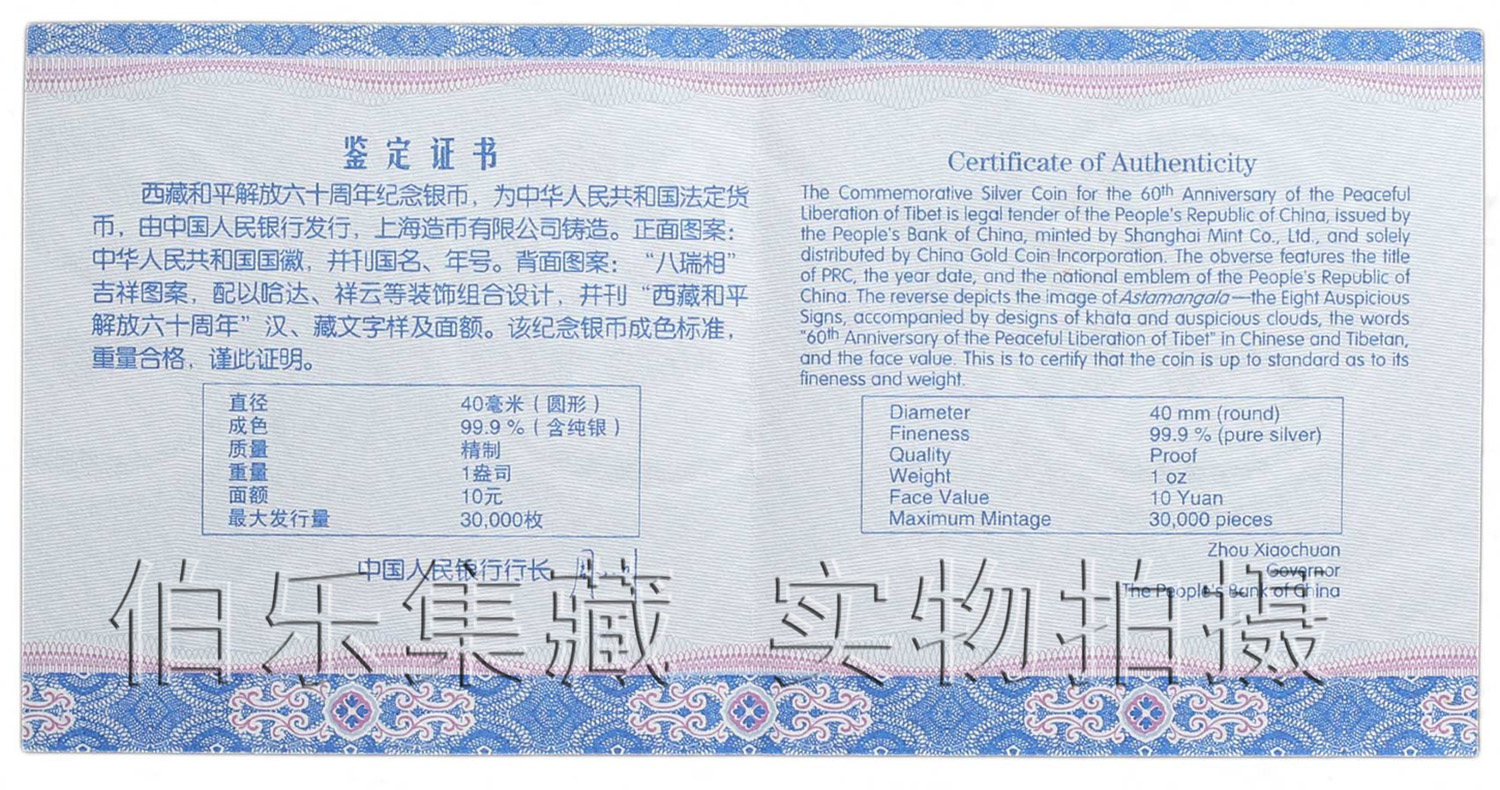 鉴定证书
西藏和平解放六十周年纪念银币，为中华人民共和国法定货
币，由中国人民银行发行，上海造币有限公司铸造。正面图案：
中华人民共和国国徽，并刊国名、年号。背面图案：“八瑞相”
吉祥图案，配以哈达、祥云等装饰组合设计，并刊“西藏和平
解放六十周年”汉、藏文字样及面额。该纪念银币成色标准，
重量合格，谨此证明。
直径 40毫米（圆形）
成色 99.9 %（含纯银）
质量 精制
重量 1盎司
面额 10元
最大发行量 30,000枚
中国人民银行行长
Certificate of Authenticity
The Commemorative Silver Coin for the 60th Anniversary of the Peaceful
Liberation of Tibet is legal tender of the People's Republic of China, issued by
the People's Bank of China, minted by Shanghai Mint Co., Ltd., and solely
distributed by China Gold Coin Incorporation. The obverse features the title
of PRC, the year date, and the national emblem of the People's Republic of
China. The reverse depicts the image of Astamangala—the Eight Auspicious
Signs, accompanied by designs of khata and auspicious clouds, the words
"60th Anniversary of the Peaceful Liberation of Tibet" in Chinese and Tibetan,
and the face value. This is to certify that the coin is up to standard as to its
fineness and weight.
Diameter 40 mm (round)
Fineness 99.9 % (pure silver)
Quality Proof
Weight 1 oz
Face Value 10 Yuan
Maximum Mintage 30,000 pieces
Zhou Xiaochuan
Governor
The People's Bank of China
伯乐集藏 实物拍摄